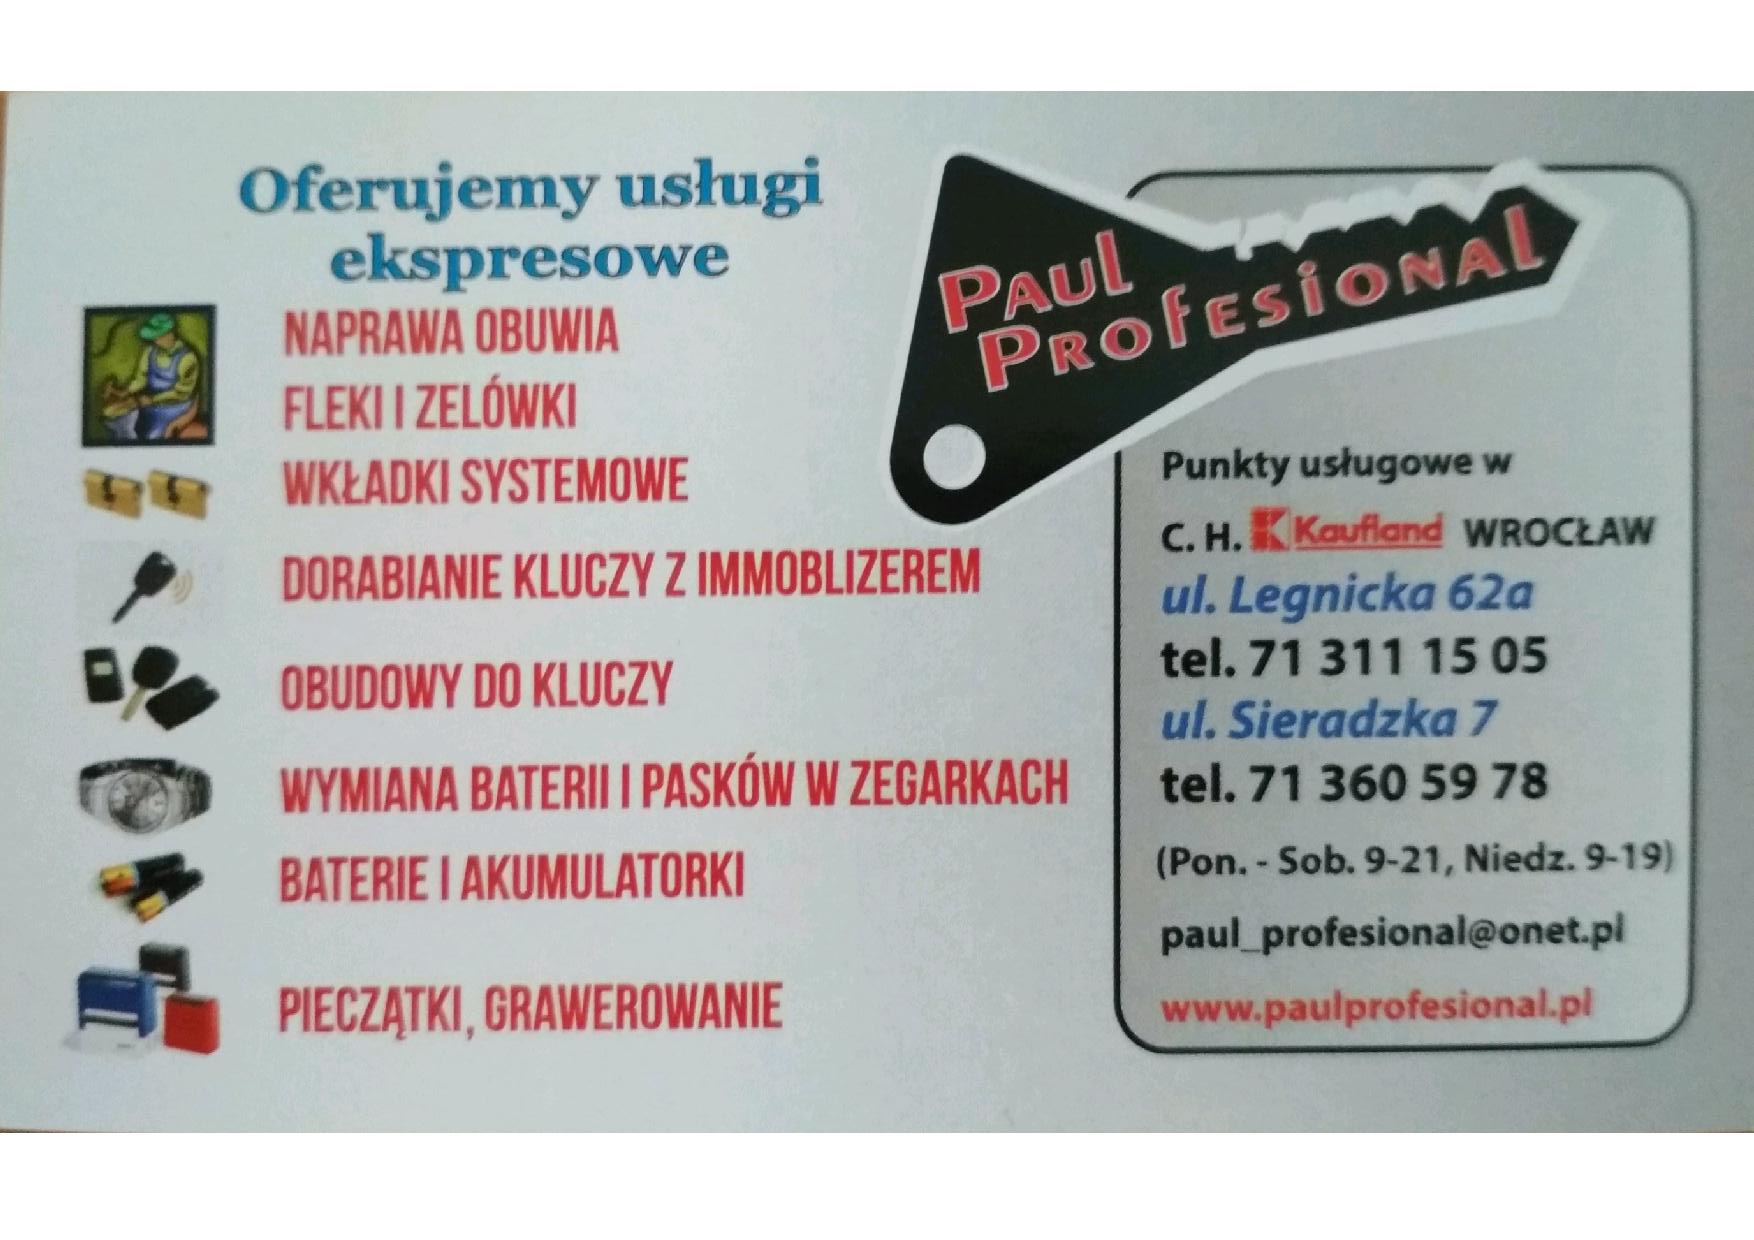 Oferujemy usługi
ekspresowe
NAPRAWA OBUWIA
FLEKI I ZELÓWKI
WKŁADKI SYSTEMOWE
DORABIANIE KLUCZY Z IMMOBLIZEREM
OBUDOWY DO KLUCZY
WYMIANA BATERII I PASKÓW W ZEGARKACH
BATERIE I AKUMULATORKI
PIECZĄTKI, GRAWEROWANIE
PAUL
PROFESIONAL
Punkty usługowe w
C. H. Kaufland WROCŁAW
ul. Legnicka 62a
tel. 71 311 15 05
ul. Sieradzka 7
tel. 71 360 59 78
(Pon. - Sob. 9-21, Niedz. 9-19)
paul_profesional@onet.pl
www.paulprofesional.pl